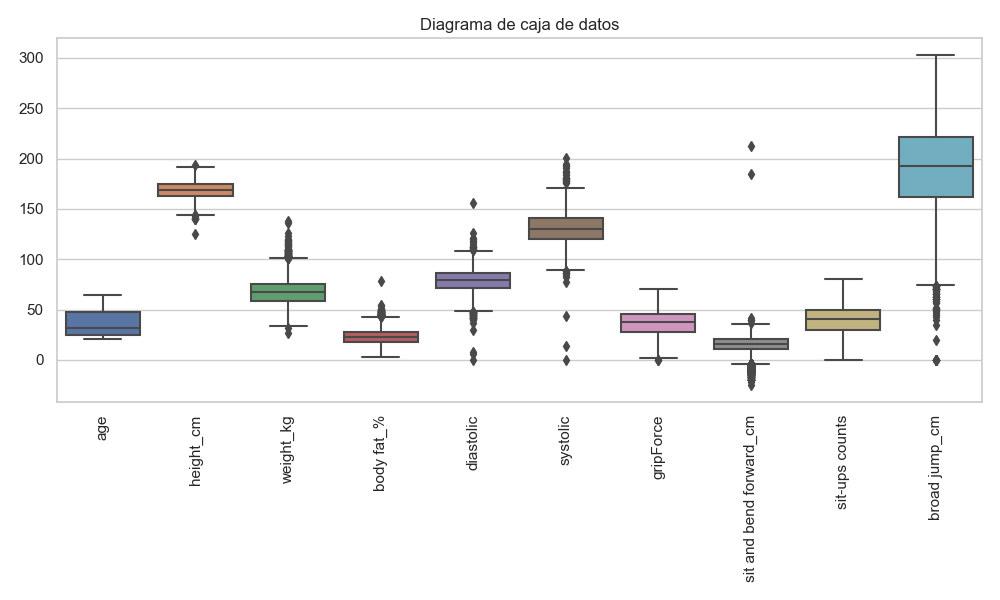 Diagrama de caja de datos
300
250
200
150
100
50
0
age
height_cm
weight_kg
body fat_%
diastolic
systolic
gripForce
sit and bend forward_cm
sit-ups counts
broad jump_cm